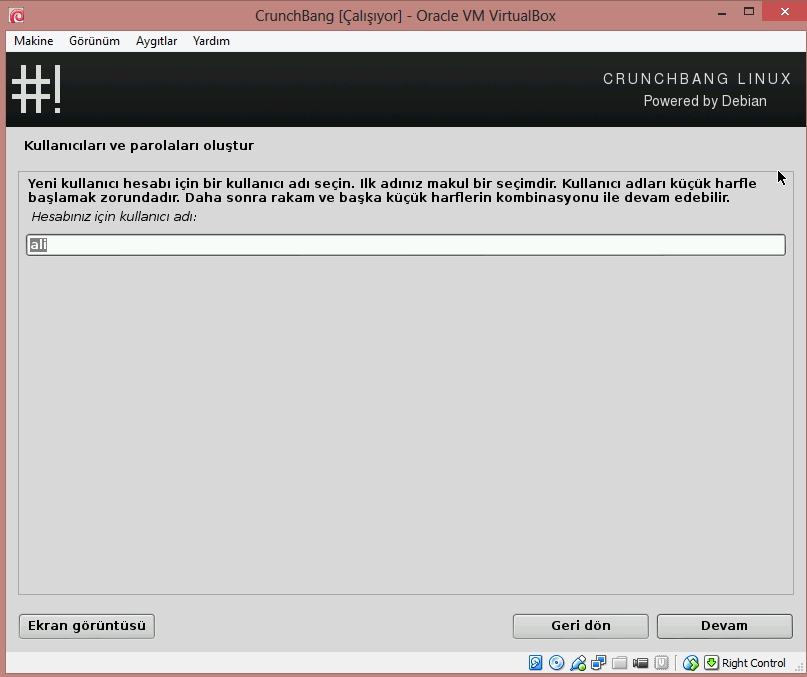 CrunchBang [Çalışıyor] - Oracle VM VirtualBox
Makine Görünüm Aygıtlar Yardım
#!
CRUNCHBANG LINUX
Powered by Debian
Kullanıcıları ve parolaları oluştur
Yeni kullanıcı hesabı için bir kullanıcı adı seçin. Ilk adınız makul bir seçimdir. Kullanıcı adları küçük harfle
başlamak zorundadır. Daha sonra rakam ve başka küçük harflerin kombinasyonu ile devam edebilir.
Hesabınız için kullanıcı adı:
ali
Ekran görüntüsü Geri dön Devam
Right Control